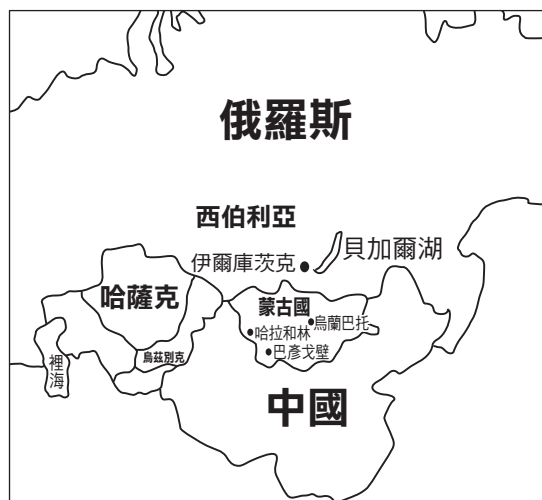 俄羅斯
西伯利亞
貝加爾湖
伊爾庫茨克
哈薩克
蒙古國
烏蘭巴托
哈拉和林
巴彥戈壁
烏茲別克
裡海
中國